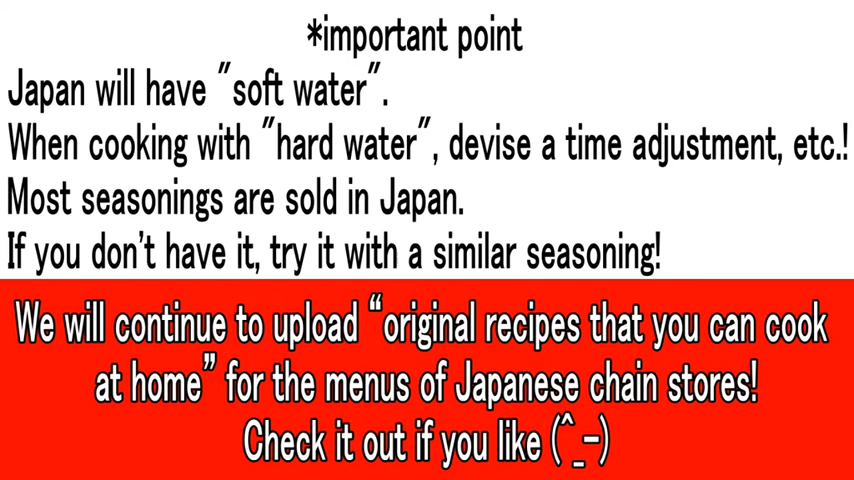 *important point
Japan will have "soft water".
When cooking with "hard water", devise a time adjustment, etc.!
Most seasonings are sold in Japan.
If you don't have it, try it with a similar seasoning!
We will continue to upload “original recipes that you can cook
at home” for the menus of Japanese chain stores!
Check it out if you like (^_-)